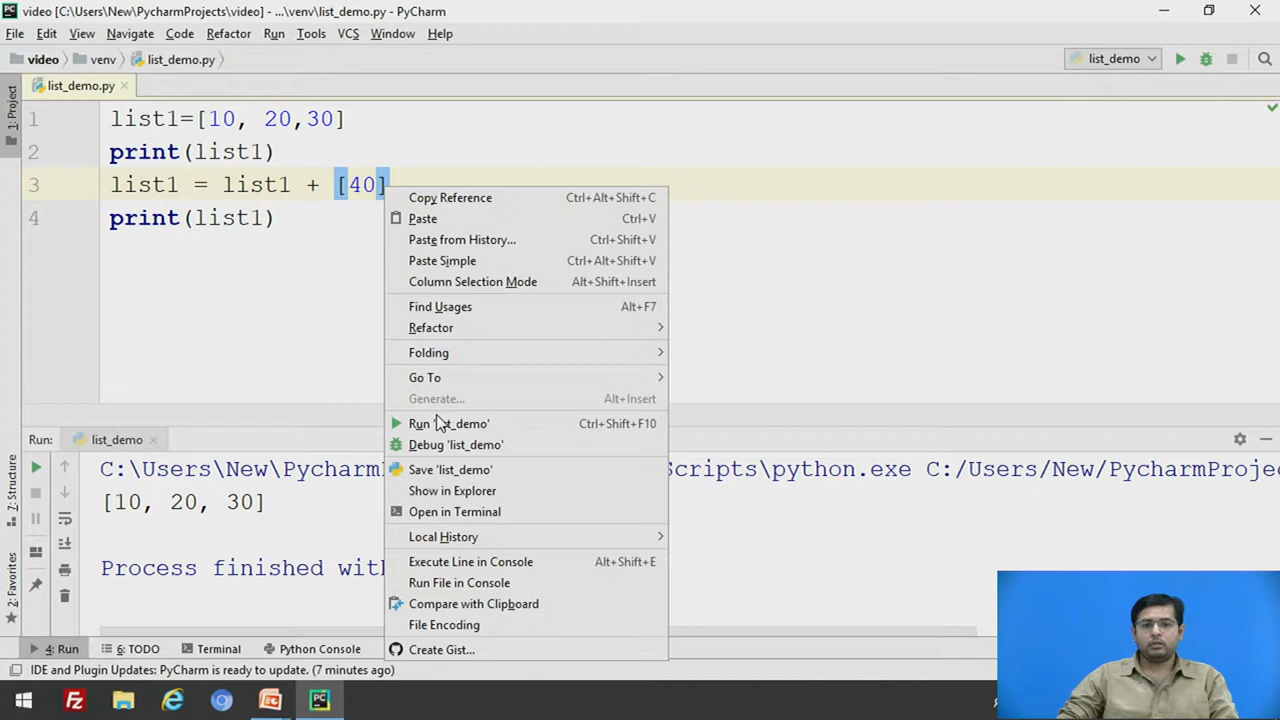 video [C:\Users\New\PycharmProjects\video] - ...\venv\list_demo.py - PyCharm
File Edit View Navigate Code Refactor Run Tools VCS Window Help
video venv list_demo.py list_demo
1: Project
list_demo.py
1 list1=[10, 20,30]
2 print(list1)
3 list1 = list1 + [40]
4 print(list1)
Copy Reference Ctrl+Alt+Shift+C
Paste Ctrl+V
Paste from History... Ctrl+Shift+V
Paste Simple Ctrl+Alt+Shift+V
Column Selection Mode Alt+Shift+Insert
Find Usages Alt+F7
Refactor
Folding
Go To
Generate... Alt+Insert
Run 'list_demo' Ctrl+Shift+F10
Debug 'list_demo'
Save 'list_demo'
Show in Explorer
Open in Terminal
Local History
Execute Line in Console Alt+Shift+E
Run File in Console
Compare with Clipboard
File Encoding
Create Gist...
Run: list_demo
C:\Users\New\Pycharm Scripts\python.exe C:/Users/New/PycharmProje
[10, 20, 30]
Process finished with
7: Structure
2: Favorites
4: Run 6: TODO Terminal Python Console
IDE and Plugin Updates: PyCharm is ready to update. (7 minutes ago)